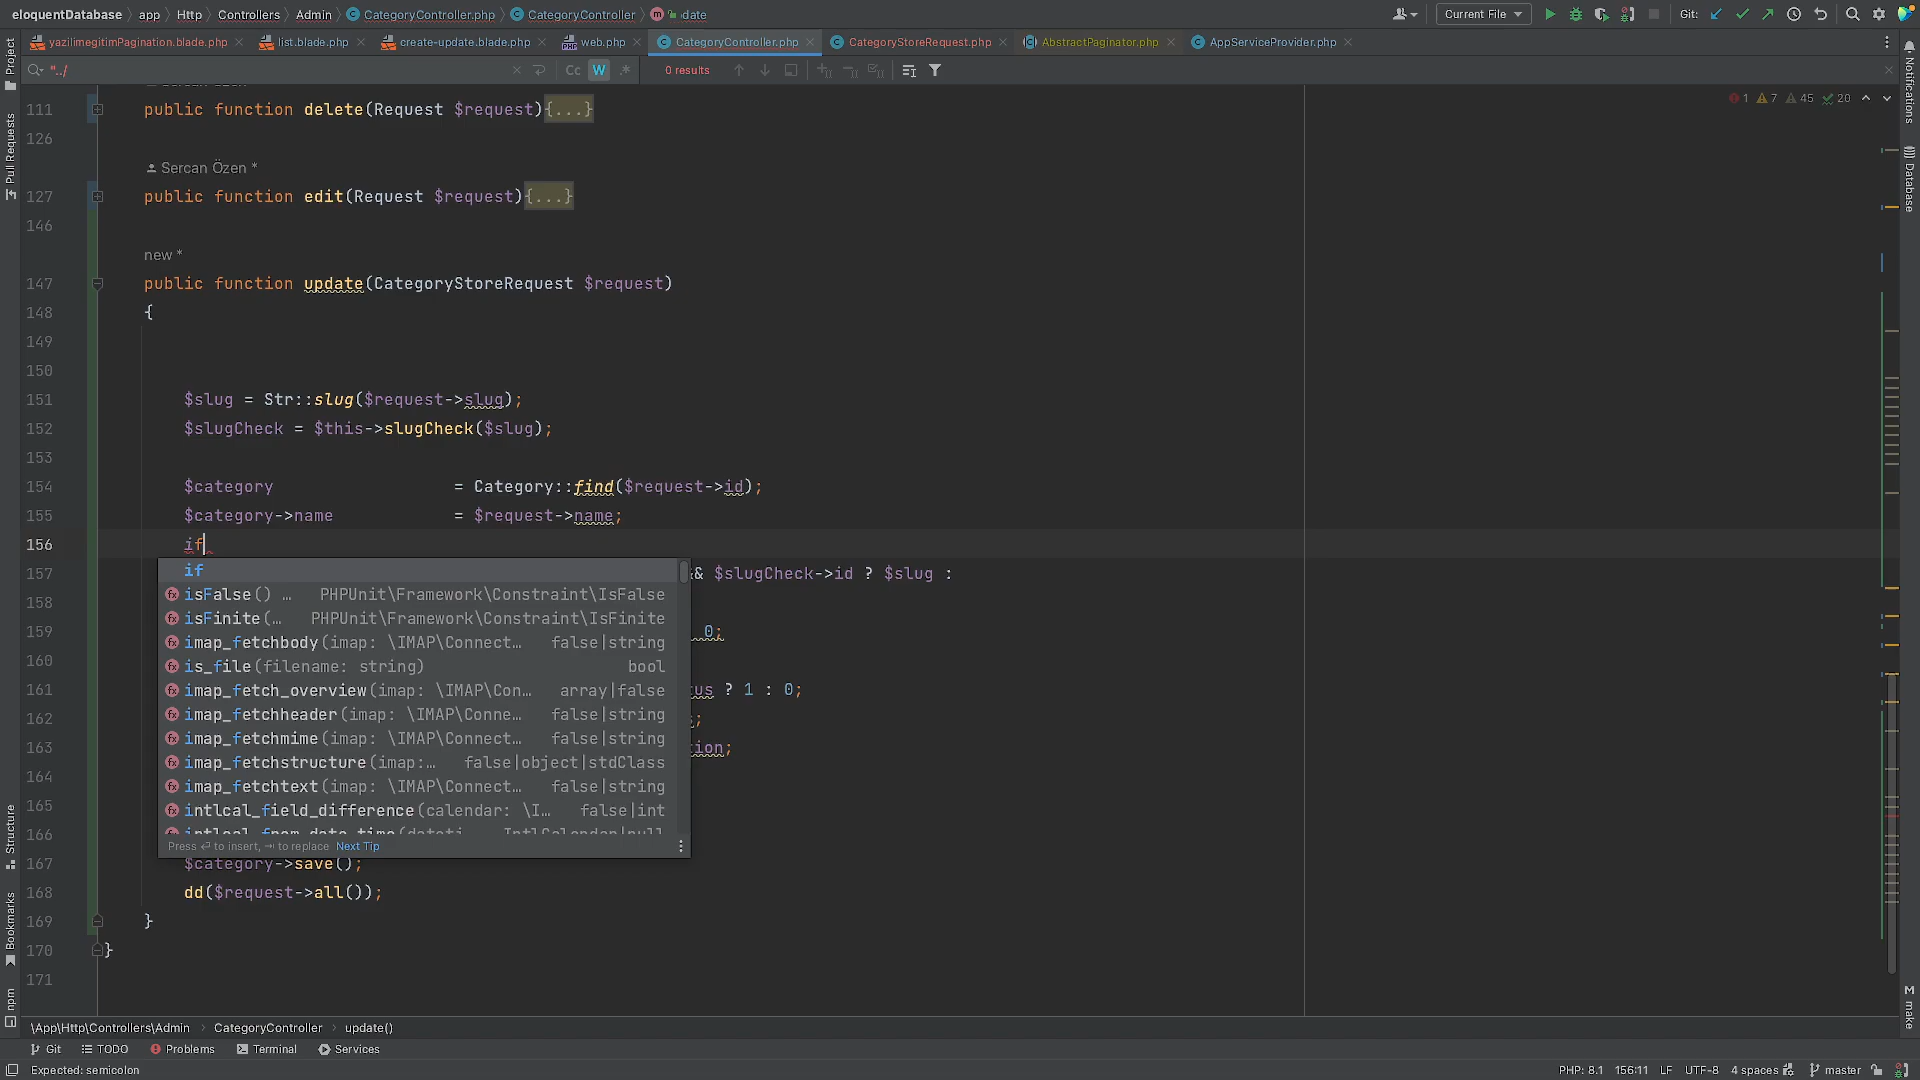 eloquentDatabase > app > Http > Controllers > Admin > CategoryController.php > CategoryController > date
Current File
Git:
yazilimegitimPagination.blade.php
list.blade.php
create-update.blade.php
web.php
CategoryController.php
CategoryStoreRequest.php
AbstractPaginator.php
AppServiceProvider.php
"../
Cc
W
.*
0 results
1 7 45 20
111 public function delete(Request $request){...}
126
Sercan Özen *
127 public function edit(Request $request){...}
146
new *
147 public function update(CategoryStoreRequest $request)
148 {
149
150
151 $slug = Str::slug($request->slug);
152 $slugCheck = $this->slugCheck($slug);
153
154 $category = Category::find($request->id);
155 $category->name = $request->name;
156 if
157 $slugCheck->id ? $slug :
158
159 0;
160
161 ? 1 : 0;
162
163
164
165
166
167 $category->save();
168 dd($request->all());
169 }
170 }
171
if
isFalse() … PHPUnit\Framework\Constraint\IsFalse
isFinite(… PHPUnit\Framework\Constraint\IsFinite
imap_fetchbody(imap: \IMAP\Connect… false|string
is_file(filename: string) bool
imap_fetch_overview(imap: \IMAP\Con… array|false
imap_fetchheader(imap: \IMAP\Conne… false|string
imap_fetchmime(imap: \IMAP\Connect… false|string
imap_fetchstructure(imap:… false|object|stdClass
imap_fetchtext(imap: \IMAP\Connect… false|string
intlcal_field_difference(calendar: \I… false|int
Press ⏎ to insert, ⇥ to replace Next Tip
\App\Http\Controllers\Admin > CategoryController > update()
Git
TODO
Problems
Terminal
Services
Expected: semicolon
PHP: 8.1 156:11 LF UTF-8 4 spaces master
Project
Pull Requests
Structure
Bookmarks
npm
Notifications
Database
M
make